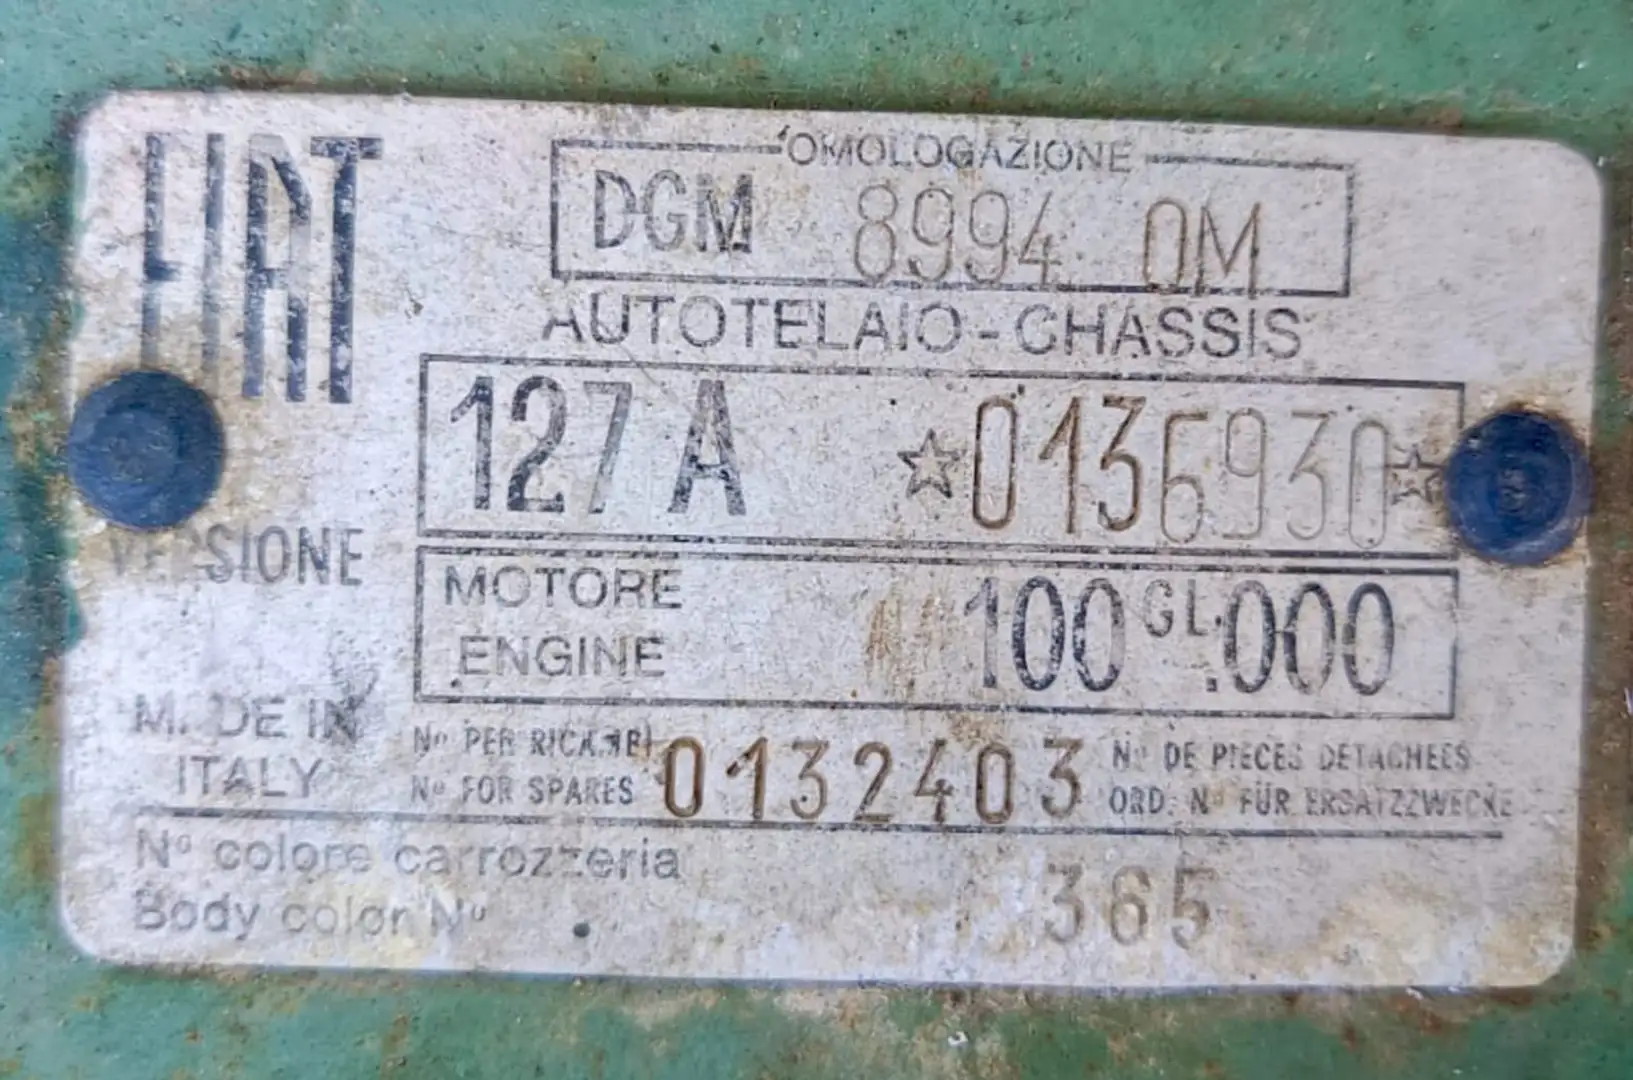 FIAT
OMOLOGAZIONE
DGM 8994 OM
AUTOTELAIO - CHASSIS
127 A ☆0136930☆
VERSIONE
MOTORE
ENGINE
100 GL.000
MADE IN
ITALY
No PER RICAMBI
No FOR SPARES
0132403
No DE PIECES DETACHEES
ORD. No FÜR ERSATZZWECKE
No colore carrozzeria
Body color No
365